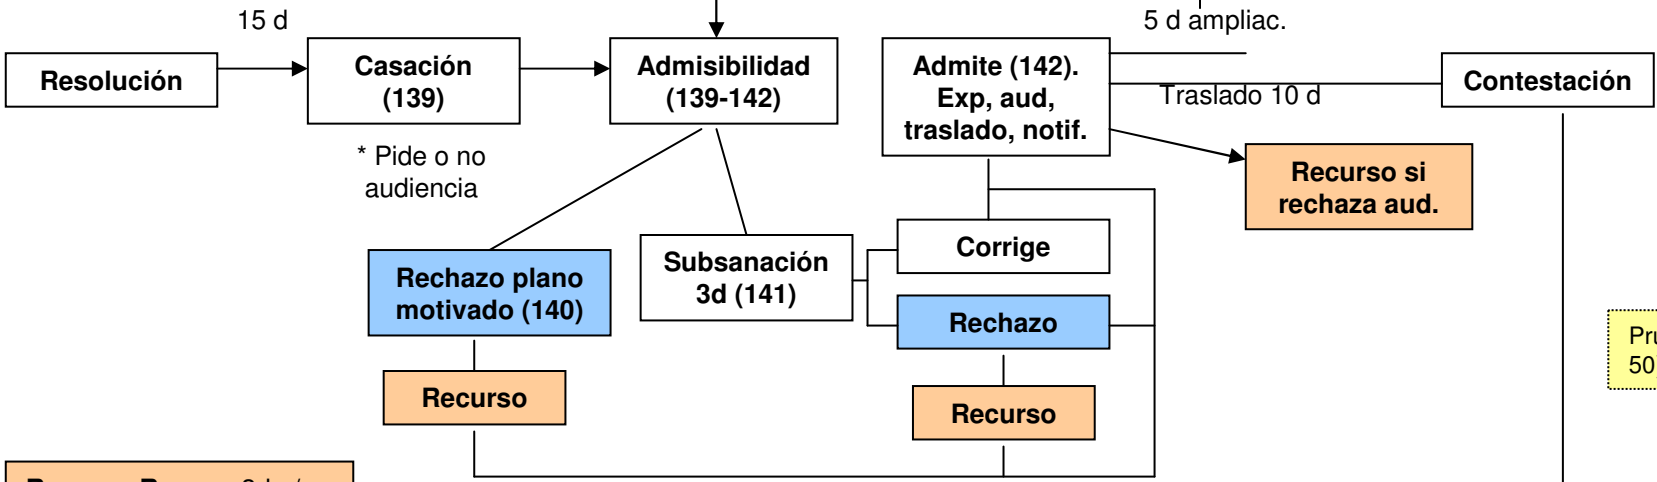 15 d
5 d ampliac.
Resolución
Casación
(139)
Admisibilidad
(139-142)
Admite (142).
Exp, aud,
traslado, notif.
Traslado 10 d
Contestación
* Pide o no
audiencia
Recurso si
rechaza aud.
Rechazo plano
motivado (140)
Subsanación
3d (141)
Corrige
Rechazo
Recurso
Recurso
50